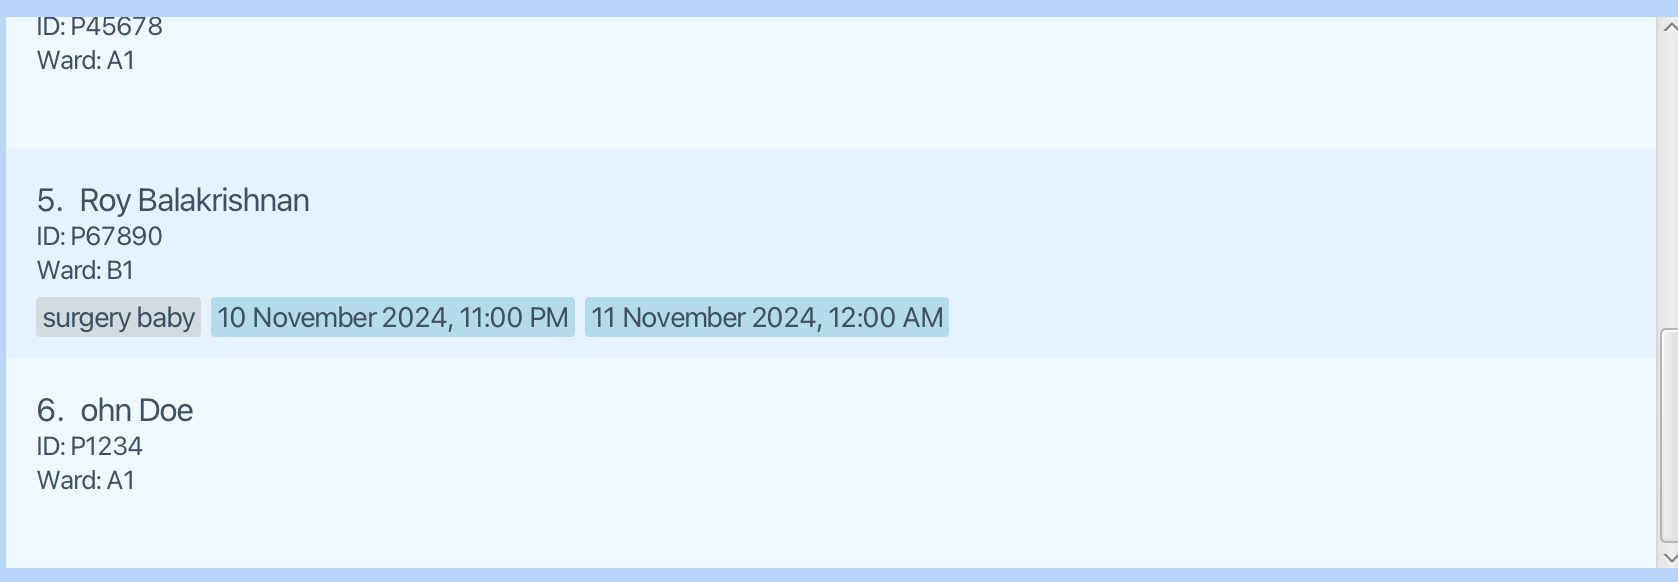 ID: P45678
Ward: A1
5. Roy Balakrishnan
ID: P67890
Ward: B1
surgery baby 10 November 2024, 11:00 PM 11 November 2024, 12:00 AM
6. ohn Doe
ID: P1234
Ward: A1